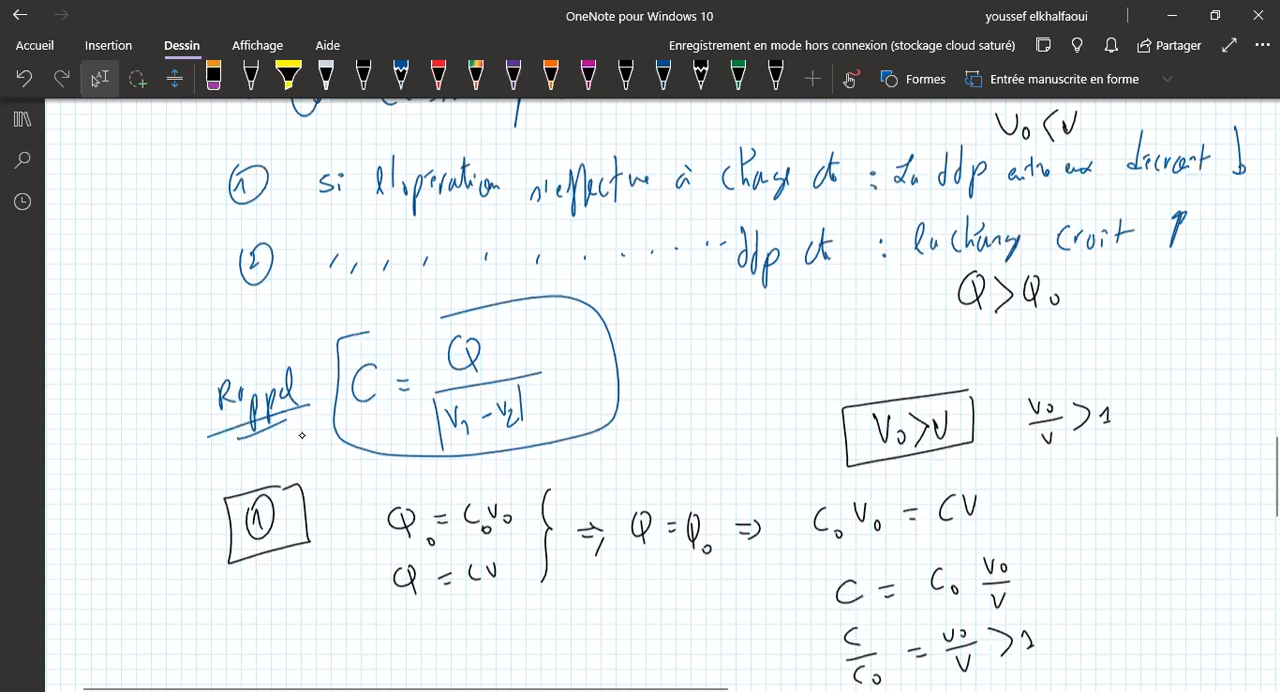 OneNote pour Windows 10
youssef elkhalfaoui
Accueil Insertion Dessin Affichage Aide
Enregistrement en mode hors connexion (stockage cloud saturé) Partager
Formes Entrée manuscrite en forme
V₀ < V
① si l'opération s'effectue à charge cte : La ddp entre eux décroit ↓
② ,, ,, ddp cte : la charge croit ↑
Q > Q₀
Rappel C = Q / |V₁ - V₂|
V₀ > V V₀/V > 1
① Q₀ = C₀V₀ } ⇒ Q = Q₀ ⇒ C₀V₀ = CV
Q = CV
C = C₀ V₀/V
C/C₀ = V₀/V > 1